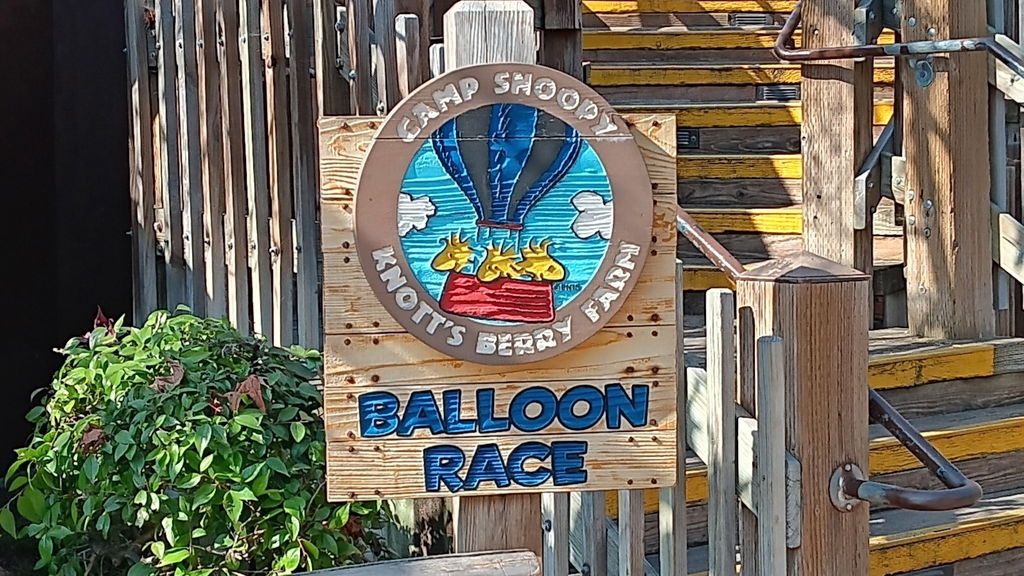 CAMP SNOOPY
KNOTT'S BERRY FARM
BALLOON
RACE